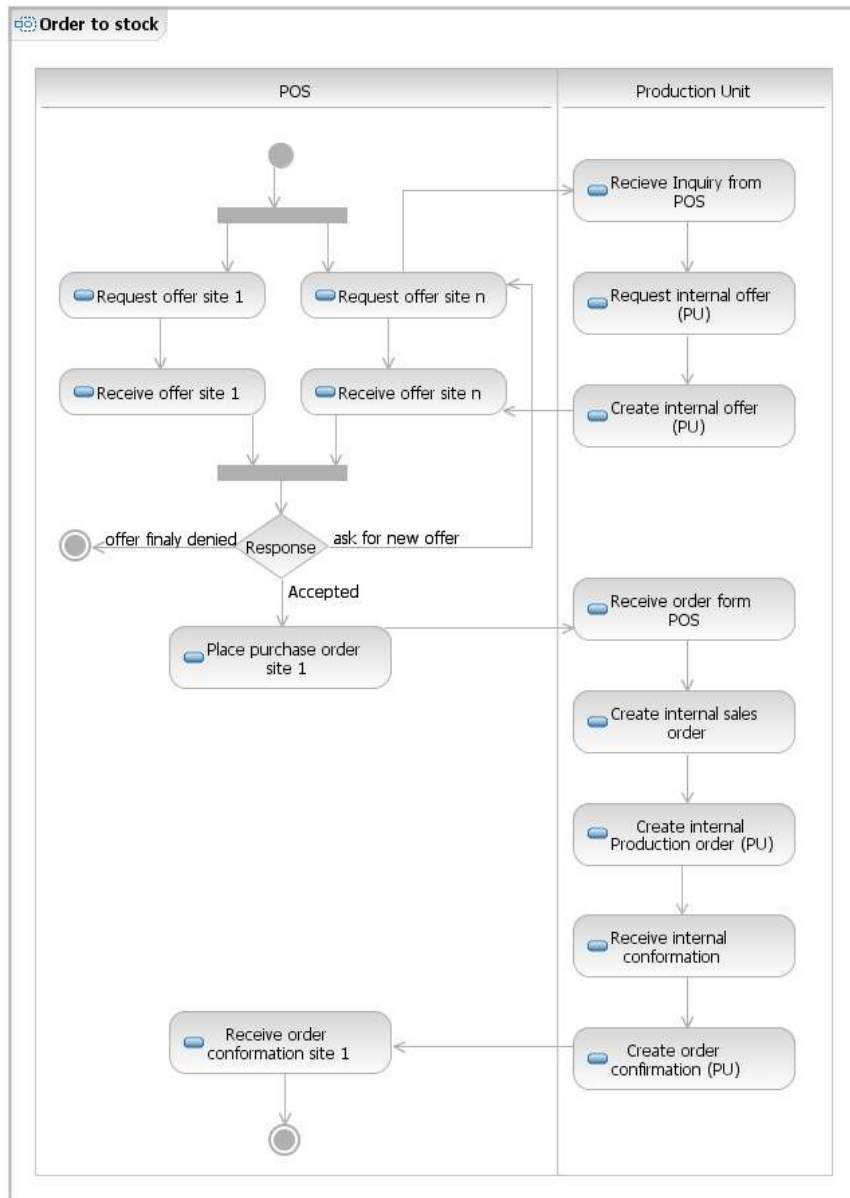 Order to stock
POS
Production Unit
Recieve Inquiry from
POS
Request offer site 1
Request offer site n
Request internal offer
(PU)
Receive offer site 1
Receive offer site n
Create internal offer
(PU)
offer finaly denied
Response
ask for new offer
Accepted
Receive order form
POS
Place purchase order
site 1
Create internal sales
order
Create internal
Production order (PU)
Receive internal
conformation
Receive order
conformation site 1
Create order
confirmation (PU)